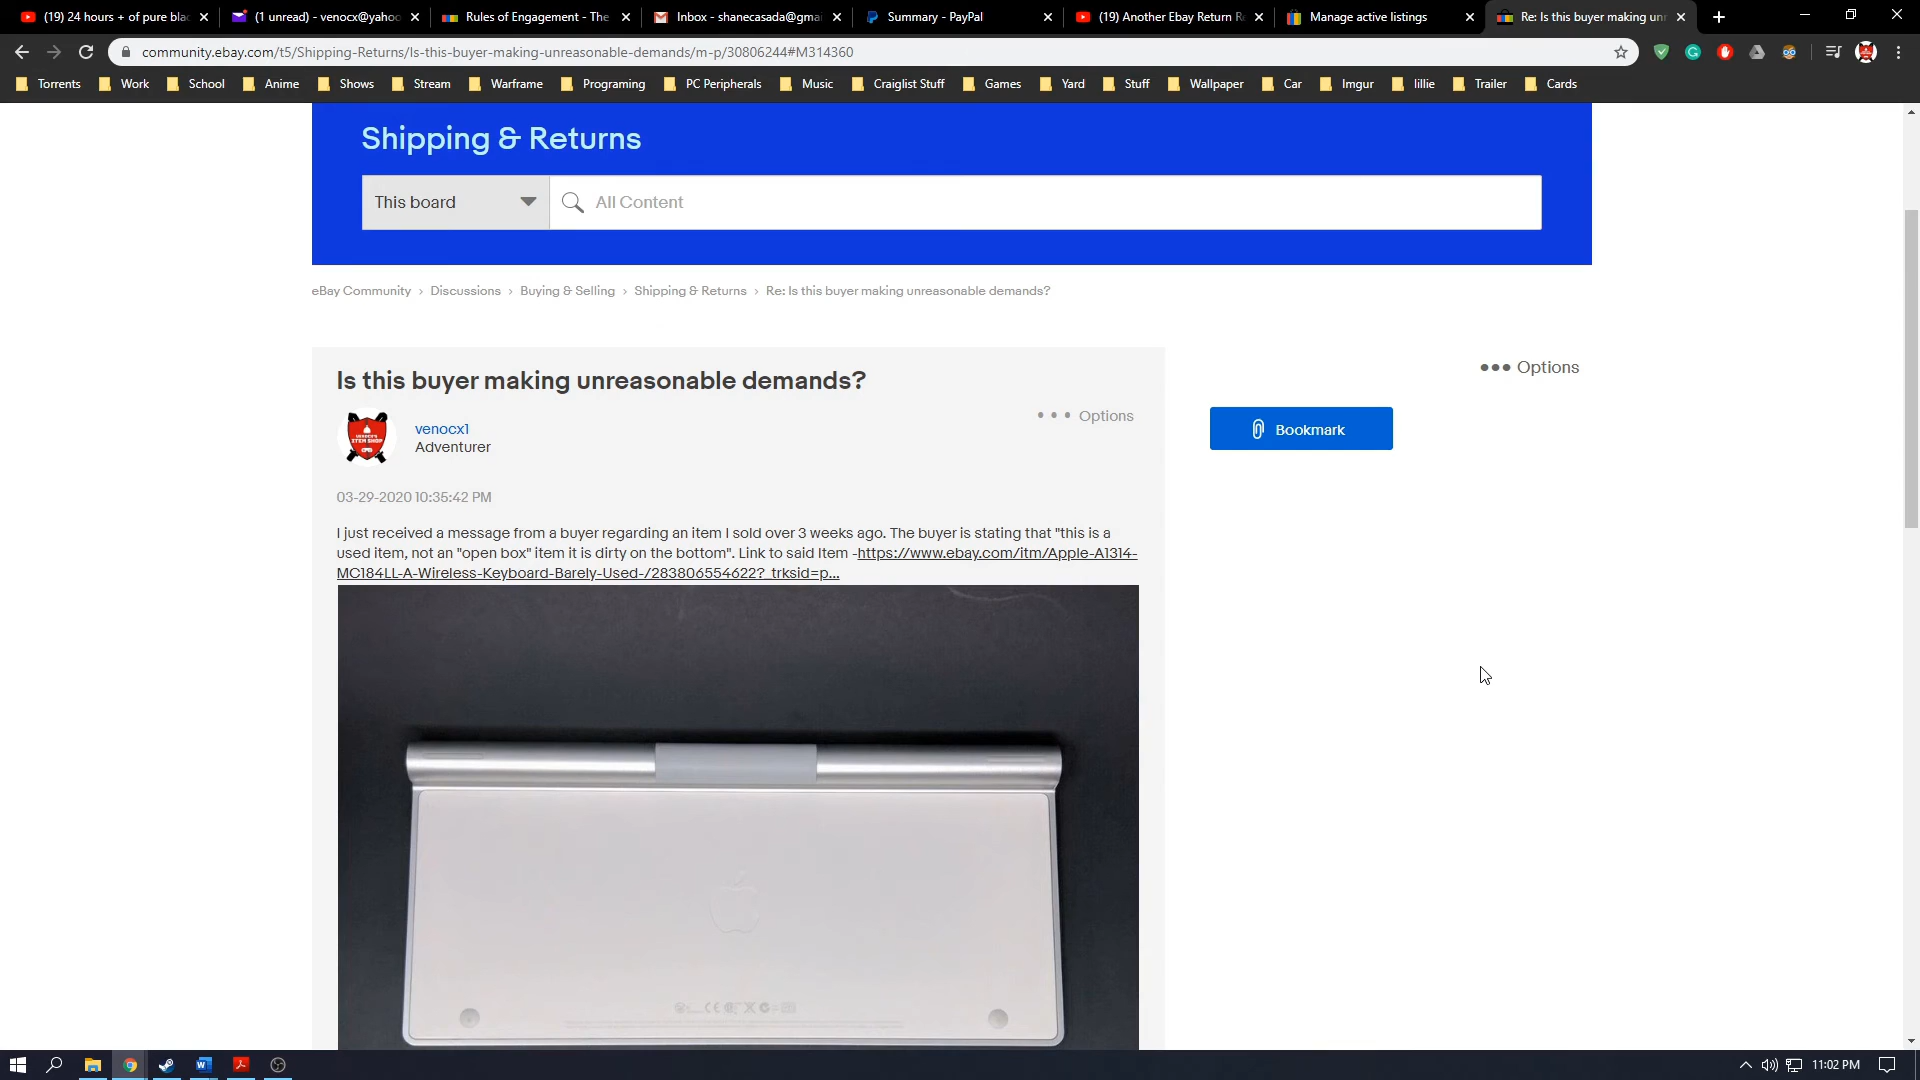 24 hours + of pure bla
(1 unread) - venocx@yahoo
Rules of Engagement - The
Inbox - shanecasada@gmai
Summary - PayPal
(19) Another Ebay Return R
Manage active listings
Re: Is this buyer making un
community.ebay.com/t5/Shipping-Returns/Is-this-buyer-making-unreasonable-demands/m-p/30806244#M314360
Torrents Work School Anime Shows Stream Warframe Programing PC Peripherals Music Craiglist Stuff Games Yard Stuff Wallpaper Car Imgur lillie Trailer Cards
Shipping & Returns
This board
All Content
eBay Community › Discussions › Buying & Selling › Shipping & Returns › Re: Is this buyer making unreasonable demands?
Is this buyer making unreasonable demands?
••• Options
venocx1
Adventurer
• • • Options
Bookmark
03-29-2020 10:35:42 PM
I just received a message from a buyer regarding an item I sold over 3 weeks ago. The buyer is stating that "this is a
used item, not an "open box" item it is dirty on the bottom". Link to said Item -https://www.ebay.com/itm/Apple-A1314-
MC184LL-A-Wireless-Keyboard-Barely-Used-/283806554622?_trksid=p...
11:02 PM